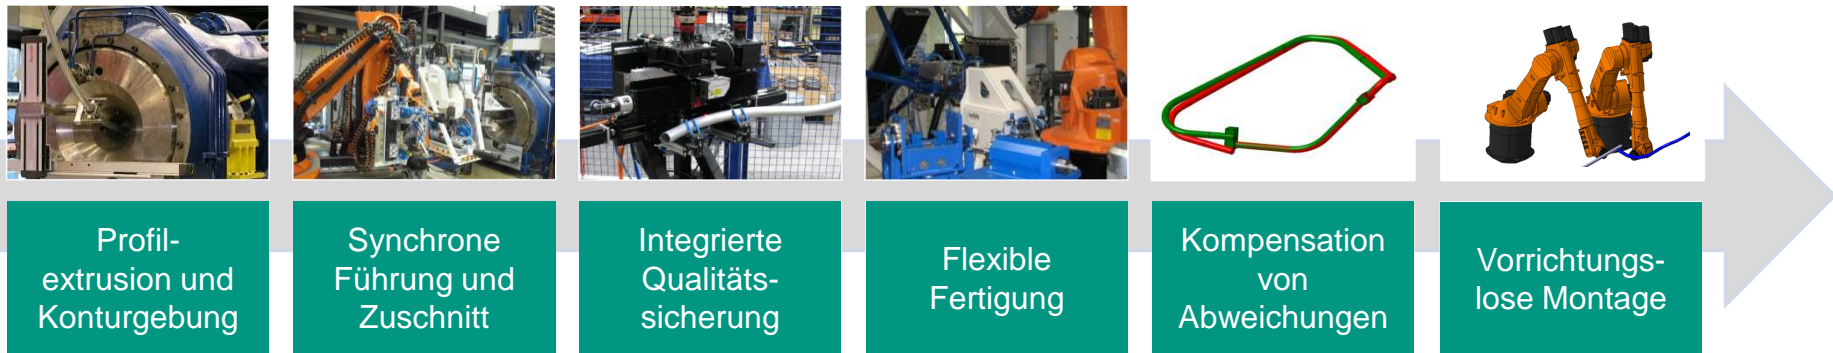 Profil-
extrusion und
Konturgebung
Synchrone
Führung und
Zuschnitt
Integrierte
Qualitäts-
sicherung
Flexible
Fertigung
Kompensation
von
Abweichungen
Vorrichtungs-
lose Montage